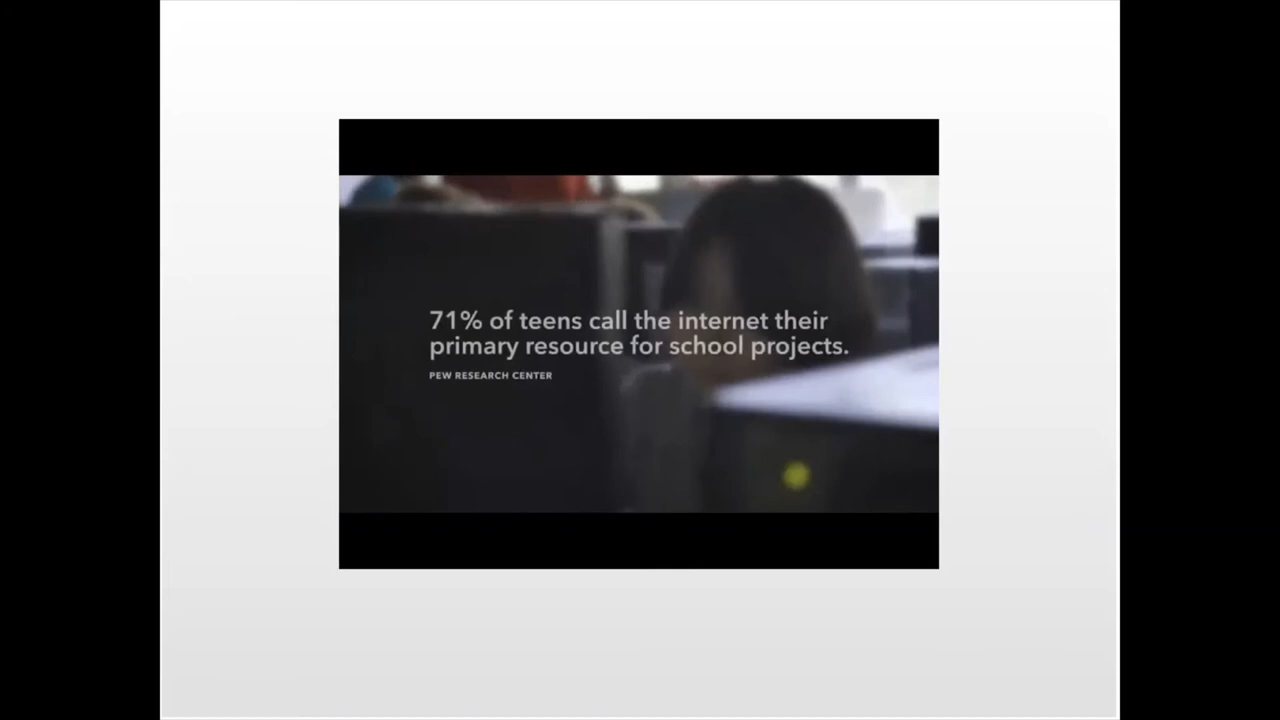 71% of teens call the internet their
primary resource for school projects.
PEW RESEARCH CENTER